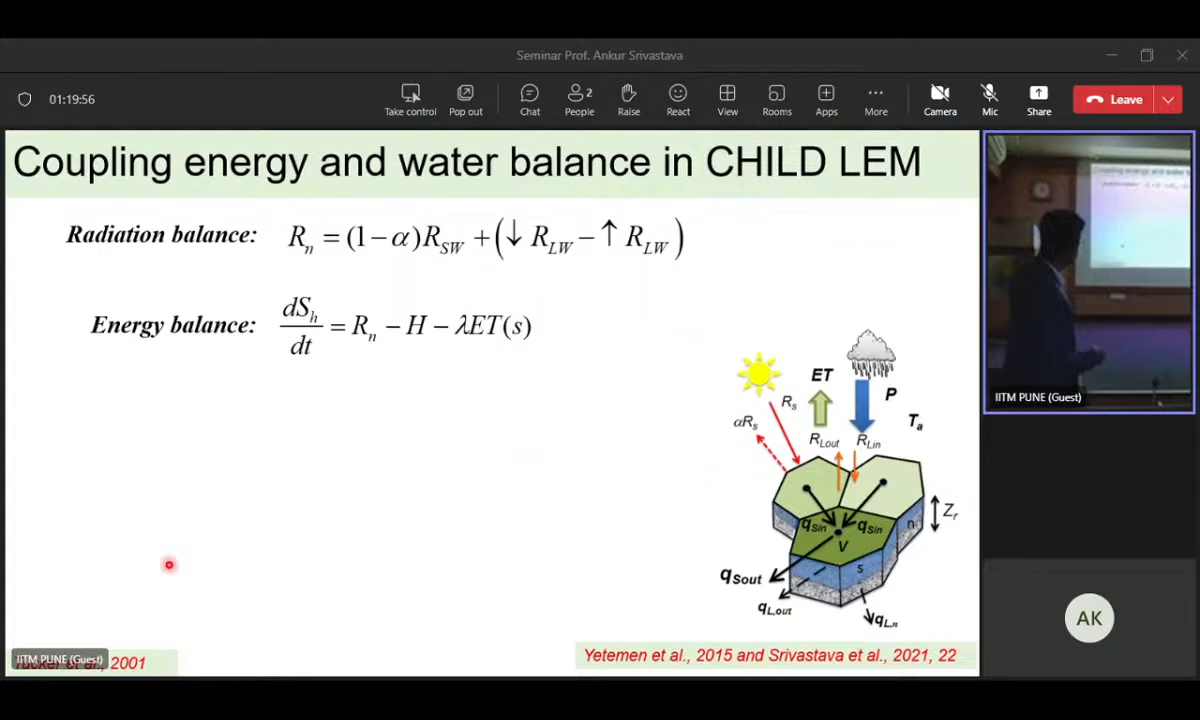 Seminar Prof. Ankur Srivastava
01:19:56
Take control
Pop out
Chat
2
People
Raise
React
View
Rooms
Apps
More
Camera
Mic
Share
Leave
Coupling energy and water balance in CHILD LEM
Radiation balance: Rₙ = (1−α)R_SW + (↓ R_LW − ↑ R_LW)
Energy balance: dS_h/dt = Rₙ − H − λET(s)
ET
P
R_s
αR_s
T_a
R_Lout
R_Lin
Z_r
q_Sin
q_Sin
n
V
s
q_Sout
q_L,out
q_L,n
IITM PUNE (Guest)
AK
IITM PUNE (Guest)
2001
Yetemen et al., 2015 and Srivastava et al., 2021, 22